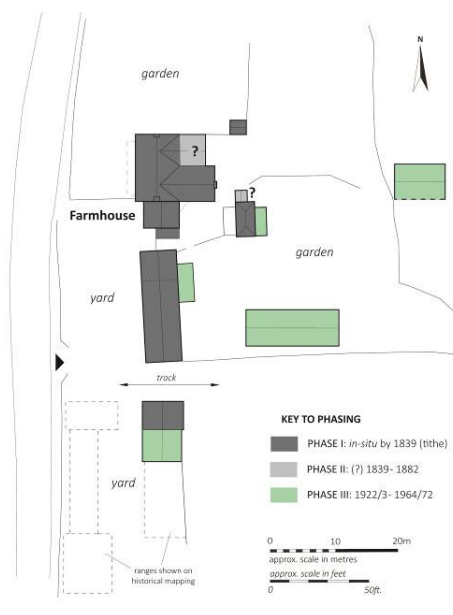 N
garden
?
?
Farmhouse
garden
yard
track
KEY TO PHASING
PHASE I: in-situ by 1839 (tithe)
PHASE II: (?) 1839- 1882
PHASE III: 1922/3- 1964/72
yard
ranges shown on
historical mapping
0 10 20m
approx. scale in metres
approx. scale in feet
0 50ft.